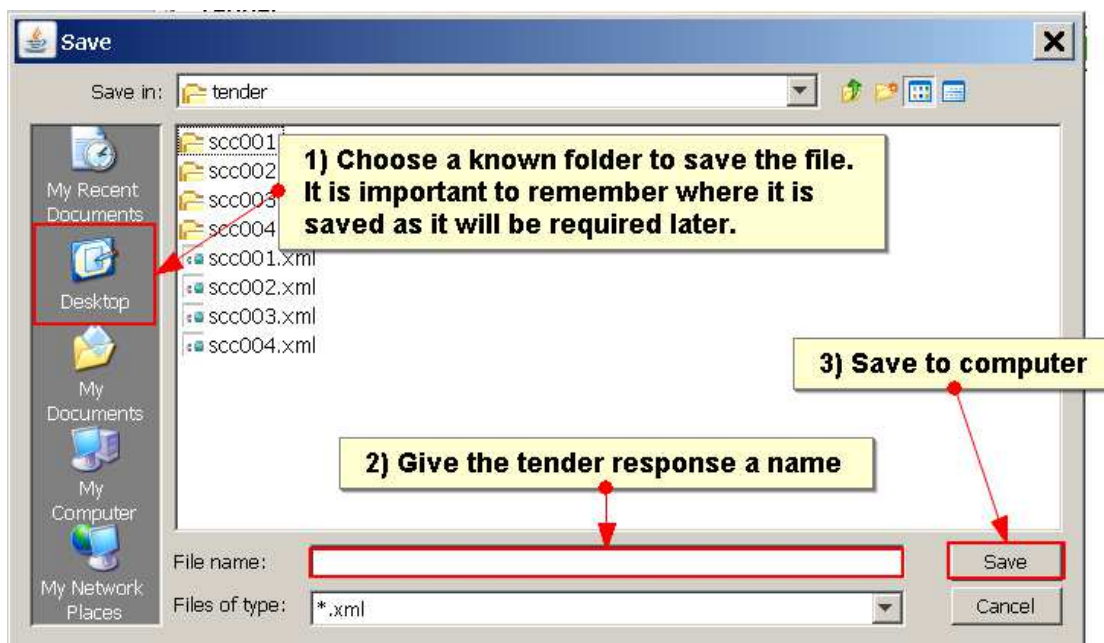 Save
Save in: tender
scc001
scc002
scc003
scc004
scc001.xml
scc002.xml
scc003.xml
scc004.xml
1) Choose a known folder to save the file.
It is important to remember where it is
saved as it will be required later.
My Recent
Documents
Desktop
My
Documents
My
Computer
My Network
Places
3) Save to computer
2) Give the tender response a name
File name:
Save
Files of type: *.xml
Cancel